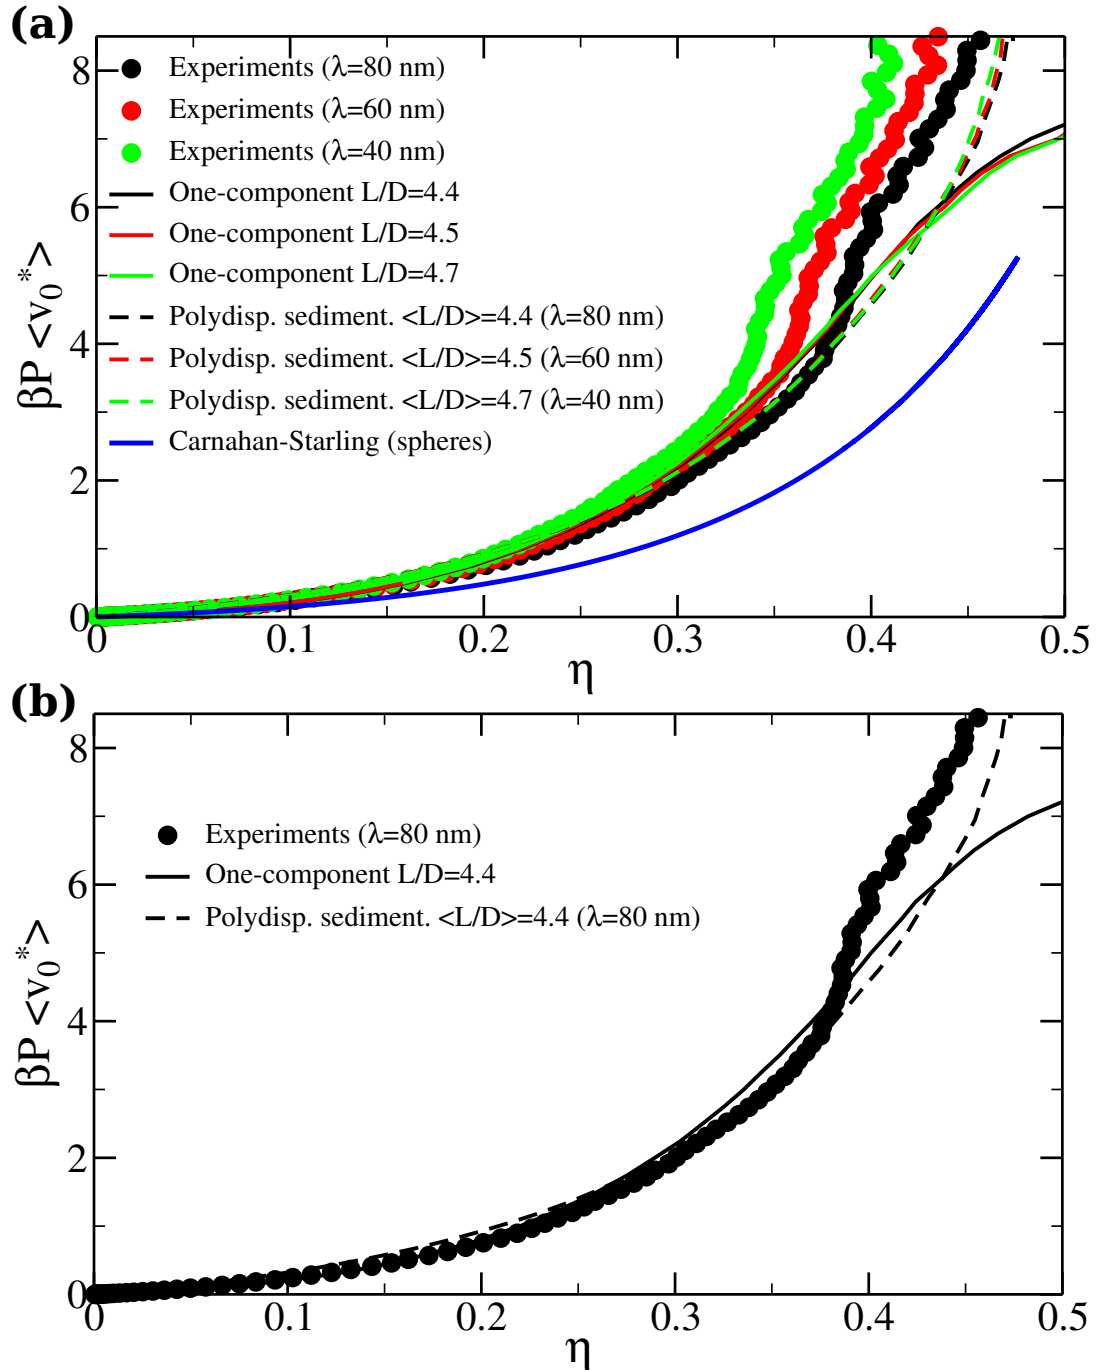 (a)
8
6
4
2
0
βP <v₀*>
Experiments (λ=80 nm)
Experiments (λ=60 nm)
Experiments (λ=40 nm)
One-component L/D=4.4
One-component L/D=4.5
One-component L/D=4.7
Polydisp. sediment. <L/D>=4.4 (λ=80 nm)
Polydisp. sediment. <L/D>=4.5 (λ=60 nm)
Polydisp. sediment. <L/D>=4.7 (λ=40 nm)
Carnahan-Starling (spheres)
0 0.1 0.2 0.3 0.4 0.5
η
(b)
8
6
4
2
0
βP <v₀*>
Experiments (λ=80 nm)
One-component L/D=4.4
Polydisp. sediment. <L/D>=4.4 (λ=80 nm)
0 0.1 0.2 0.3 0.4 0.5
η